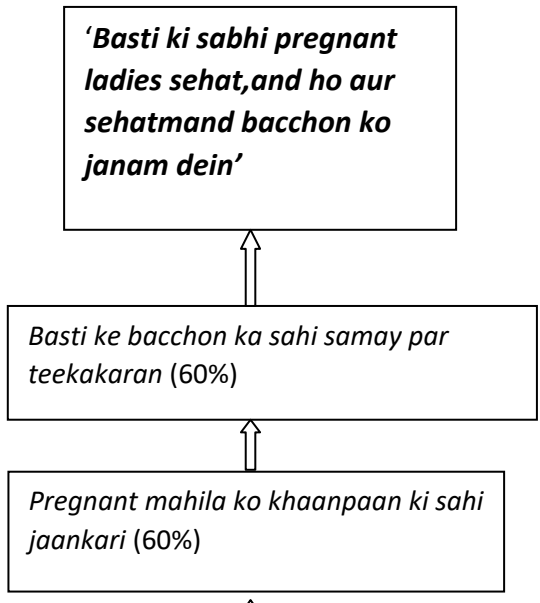 ‘Basti ki sabhi pregnant
ladies sehat,and ho aur
sehatmand bacchon ko
janam dein’
Basti ke bacchon ka sahi samay par
teekakaran (60%)
Pregnant mahila ko khaanpaan ki sahi
jaankari (60%)